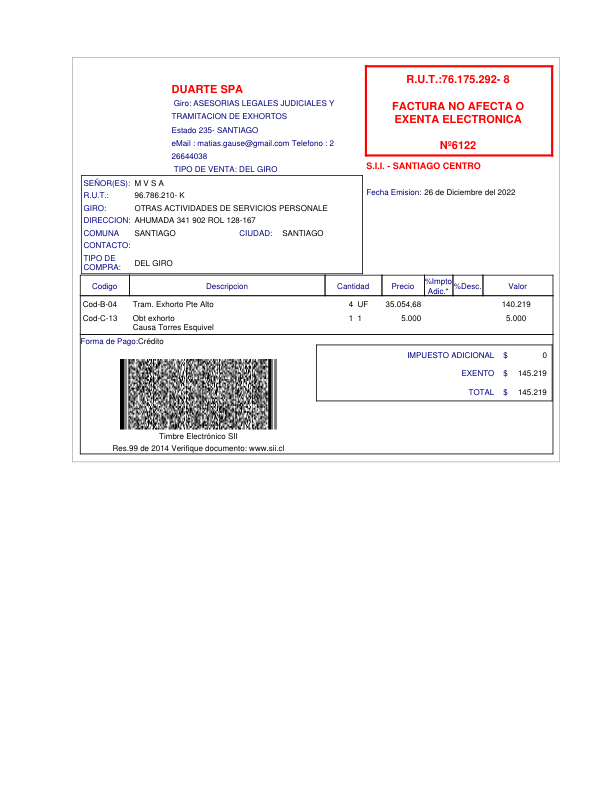 DUARTE SPA
Giro: ASESORIAS LEGALES JUDICIALES Y
TRAMITACION DE EXHORTOS
Estado 235- SANTIAGO
eMail : matias.gause@gmail.com Telefono : 2
26644038
TIPO DE VENTA: DEL GIRO
R.U.T.:76.175.292- 8
FACTURA NO AFECTA O
EXENTA ELECTRONICA
Nº6122
S.I.I. - SANTIAGO CENTRO
Fecha Emision: 26 de Diciembre del 2022
SEÑOR(ES): M V S A
R.U.T.: 96.786.210- K
GIRO: OTRAS ACTIVIDADES DE SERVICIOS PERSONALE
DIRECCION: AHUMADA 341 902 ROL 128-167
COMUNA SANTIAGO CIUDAD: SANTIAGO
CONTACTO:
TIPO DE
COMPRA: DEL GIRO
Codigo Descripcion Cantidad Precio %Impto Adic.* %Desc. Valor
Cod-B-04 Tram. Exhorto Pte Alto 4 UF 35.054,68 140.219
Cod-C-13 Obt exhorto 1 1 5.000 5.000
Causa Torres Esquivel
Forma de Pago:Crédito
IMPUESTO ADICIONAL $ 0
EXENTO $ 145.219
TOTAL $ 145.219
Timbre Electrónico SII
Res.99 de 2014 Verifique documento: www.sii.cl